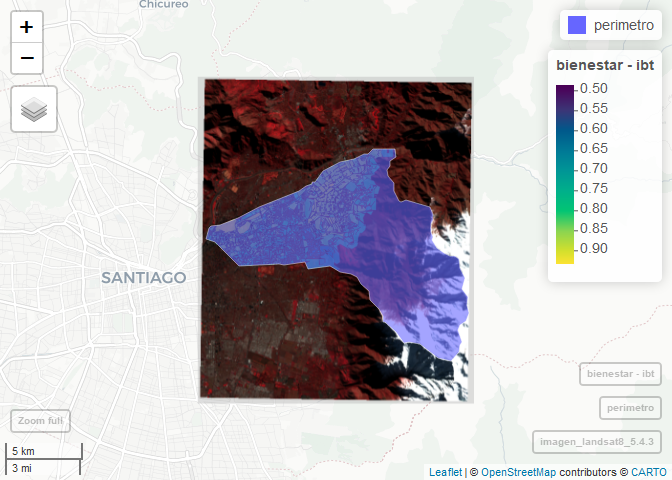 Chicureo
+
−
perimetro
bienestar - ibt
0.50
0.55
0.60
0.65
0.70
0.75
0.80
0.85
0.90
SANTIAGO
bienestar - ibt
perimetro
Zoom full
imagen_landsat8_5.4.3
5 km
3 mi
Leaflet | © OpenStreetMap contributors © CARTO